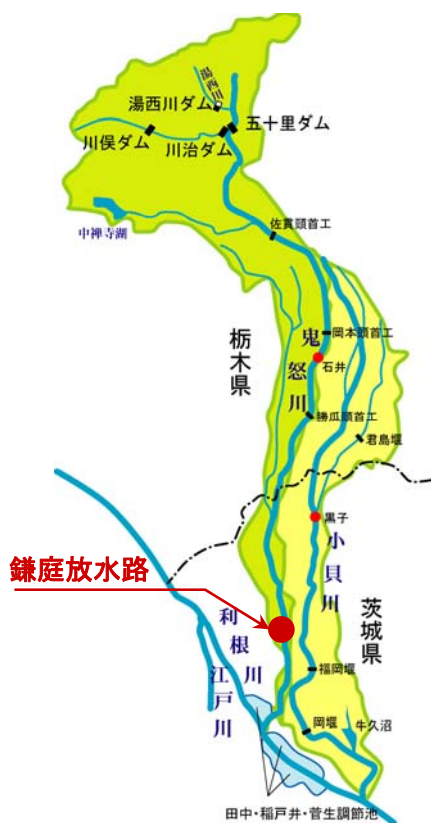 湯西川
湯西川ダム
五十里ダム
川俣ダム
川治ダム
中禅寺湖
佐貫頭首工
栃木県
鬼怒川
岡本頭首工
石井
勝瓜頭首工
君島堰
黒子
小貝川
鎌庭放水路
茨城県
利根川
江戸川
福岡堰
岡堰
牛久沼
田中・稲戸井・菅生調節池